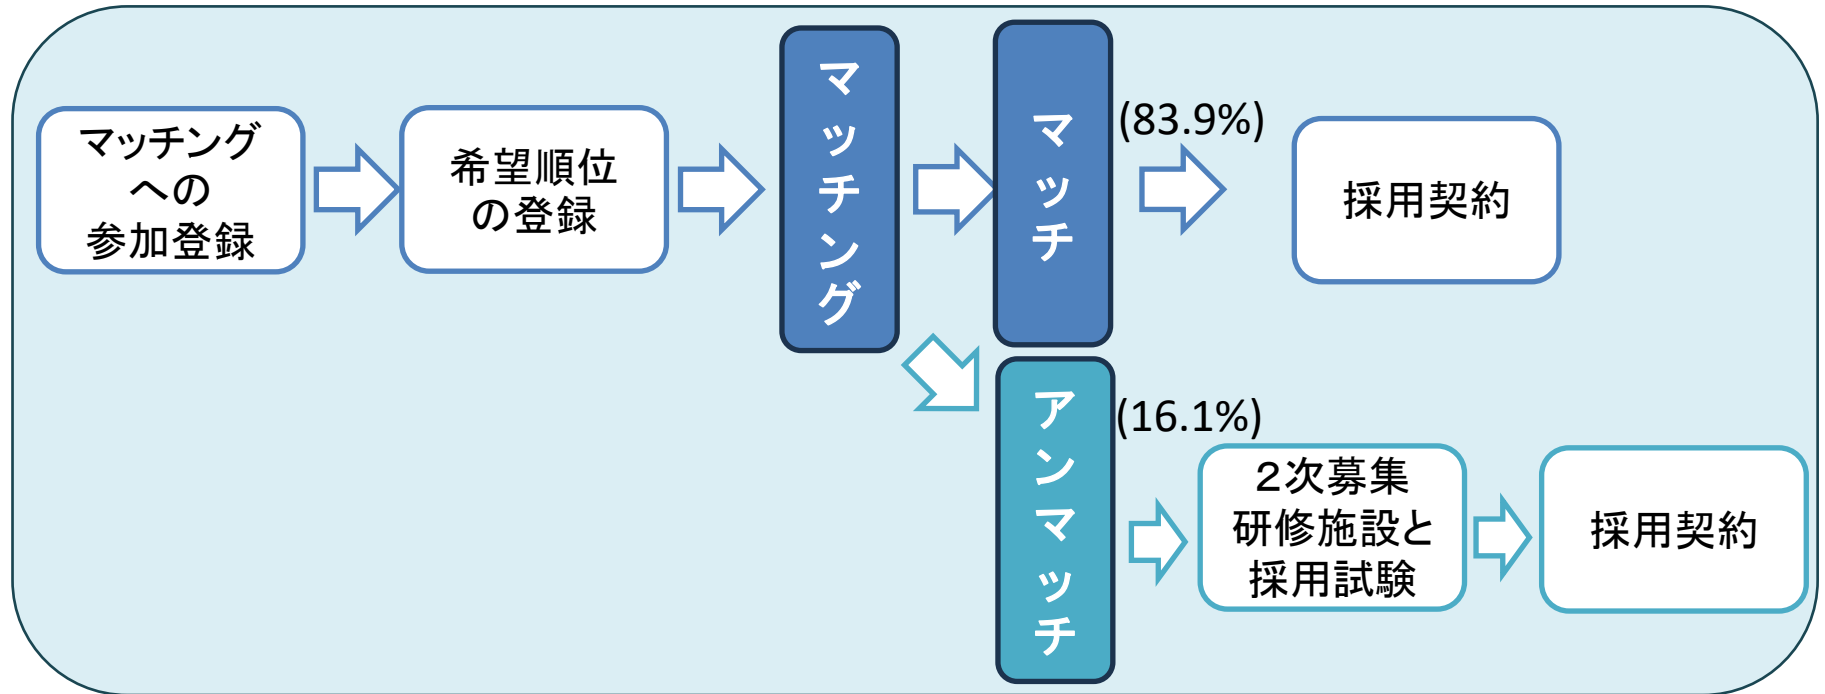 マッチング
への
参加登録
希望順位
の登録
マッチング
マッチ
(83.9%)
採用契約
アンマッチ
(16.1%)
２次募集
研修施設と
採用試験
採用契約